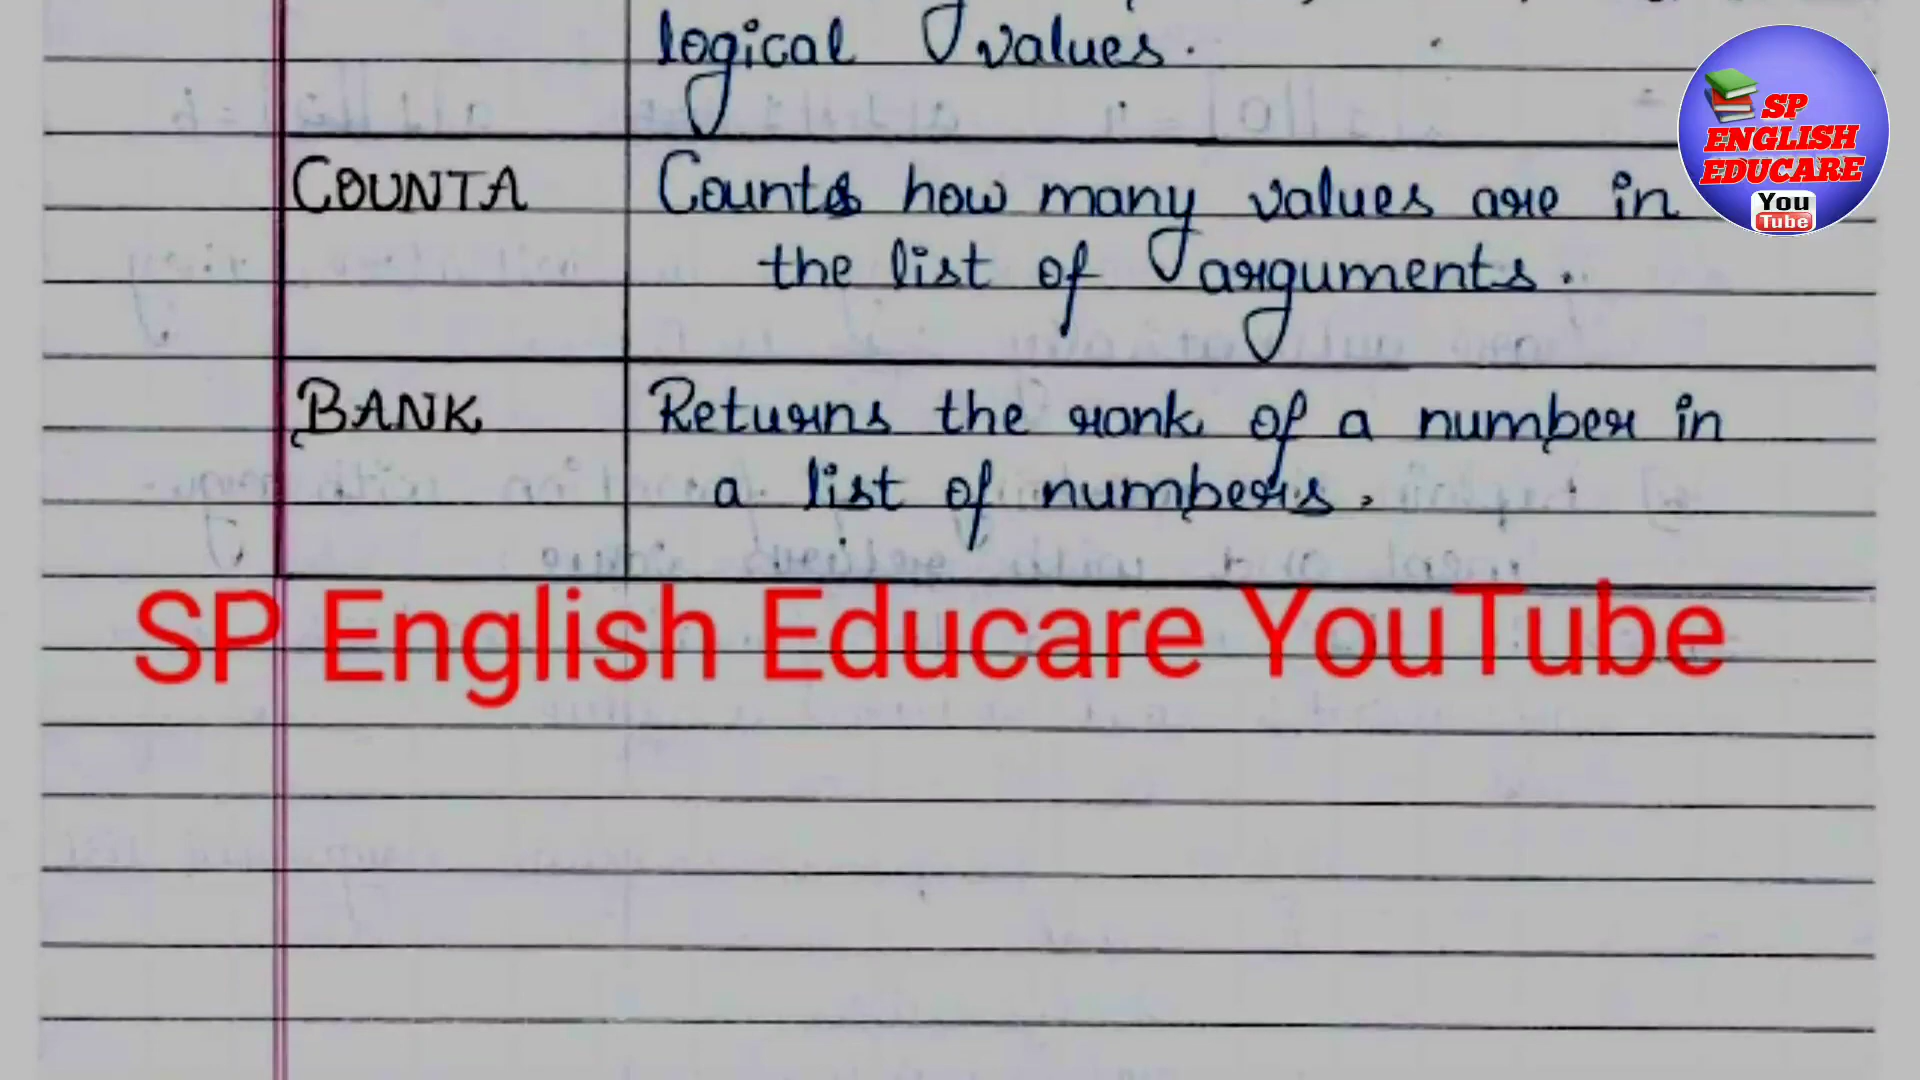 logical values.
COUNTA Counts how many values are in
the list of arguments.
BANK Returns the rank of a number in
a list of numbers.
SP English Educare YouTube
SP
ENGLISH
EDUCARE
You
Tube